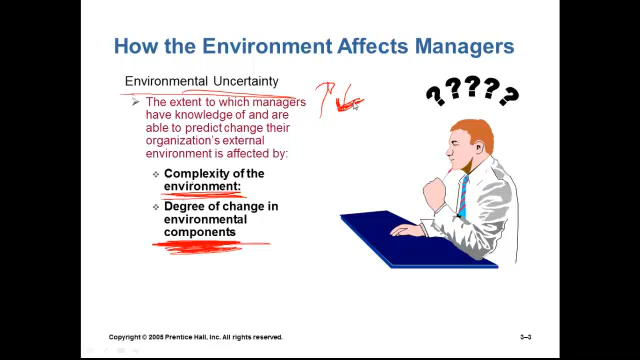 How the Environment Affects Managers
Environmental Uncertainty
The extent to which managers
have knowledge of and are
able to predict change their
organization's external
environment is affected by:
Complexity of the
environment:
Degree of change in
environmental
components
?????
Copyright © 2005 Prentice Hall, Inc. All rights reserved.
3–3